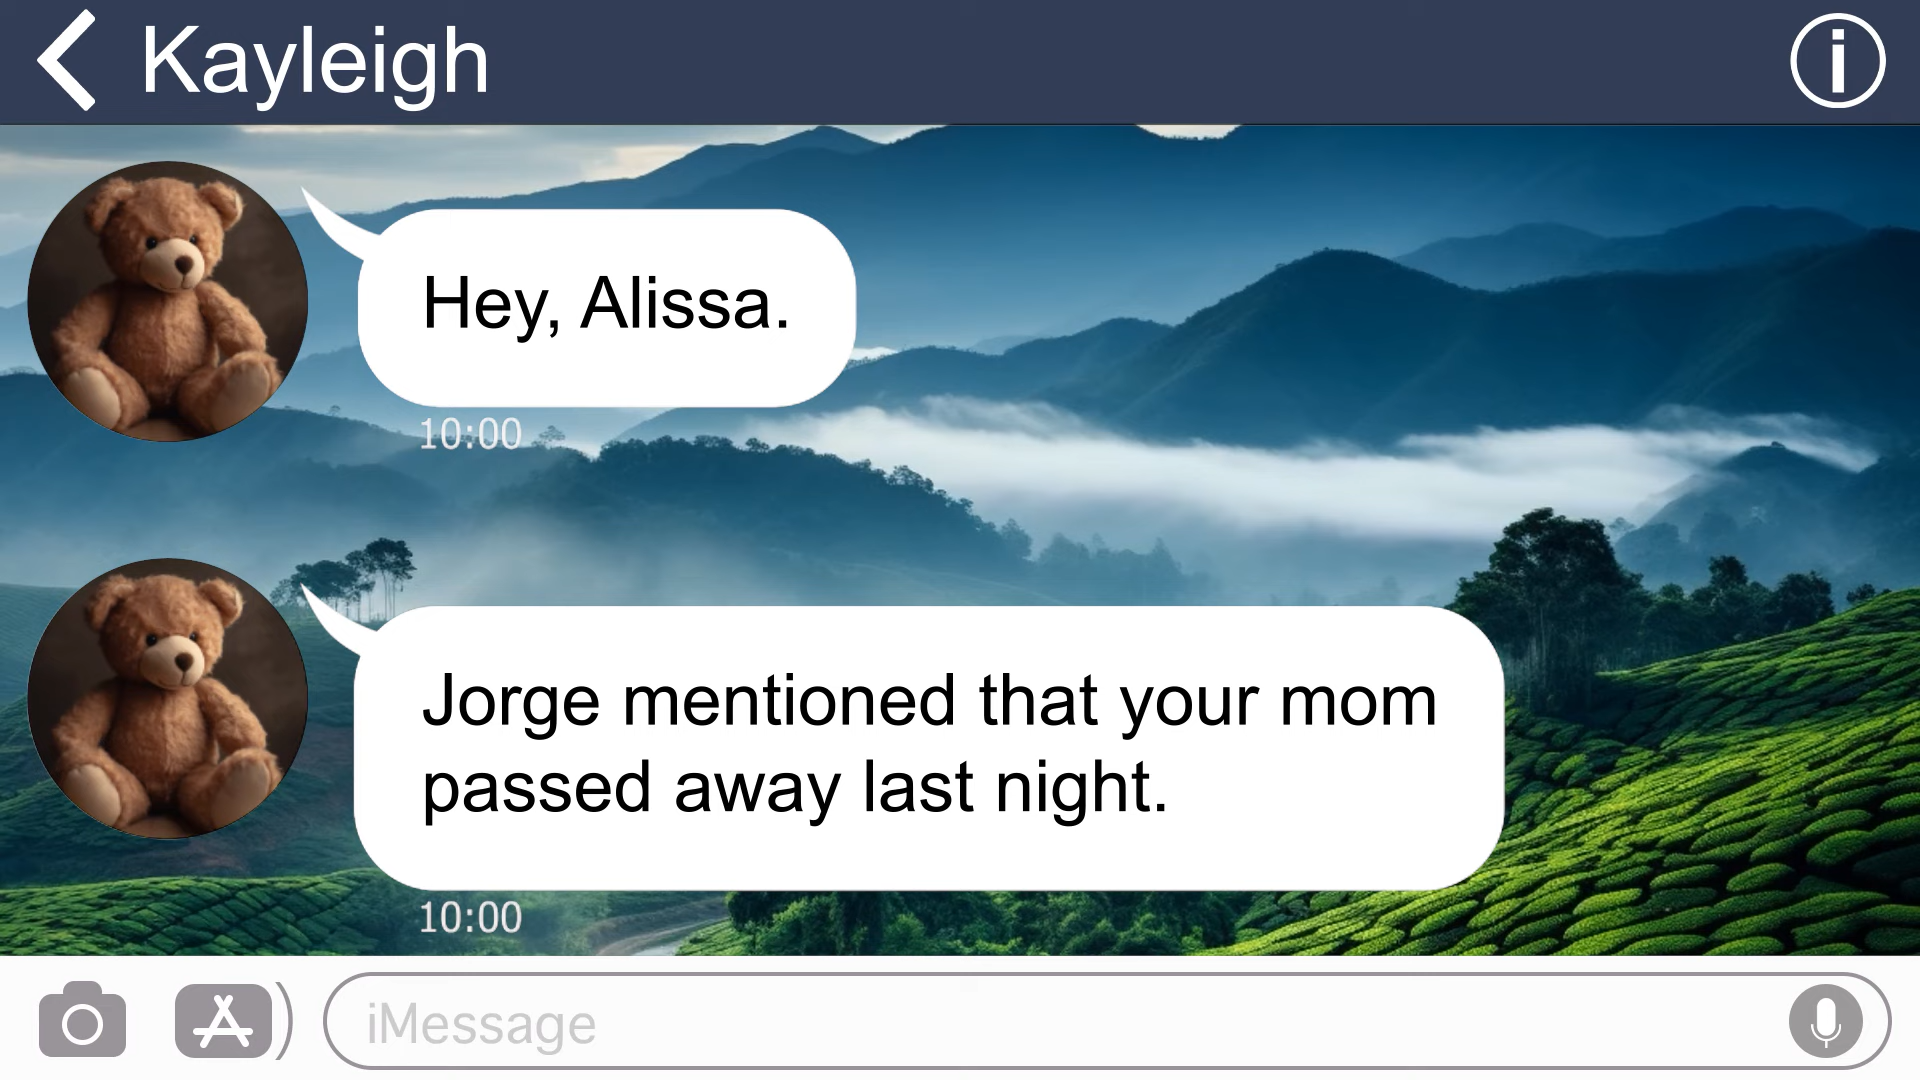 Kayleigh
Hey, Alissa.
10:00
Jorge mentioned that your mom
passed away last night.
10:00
iMessage